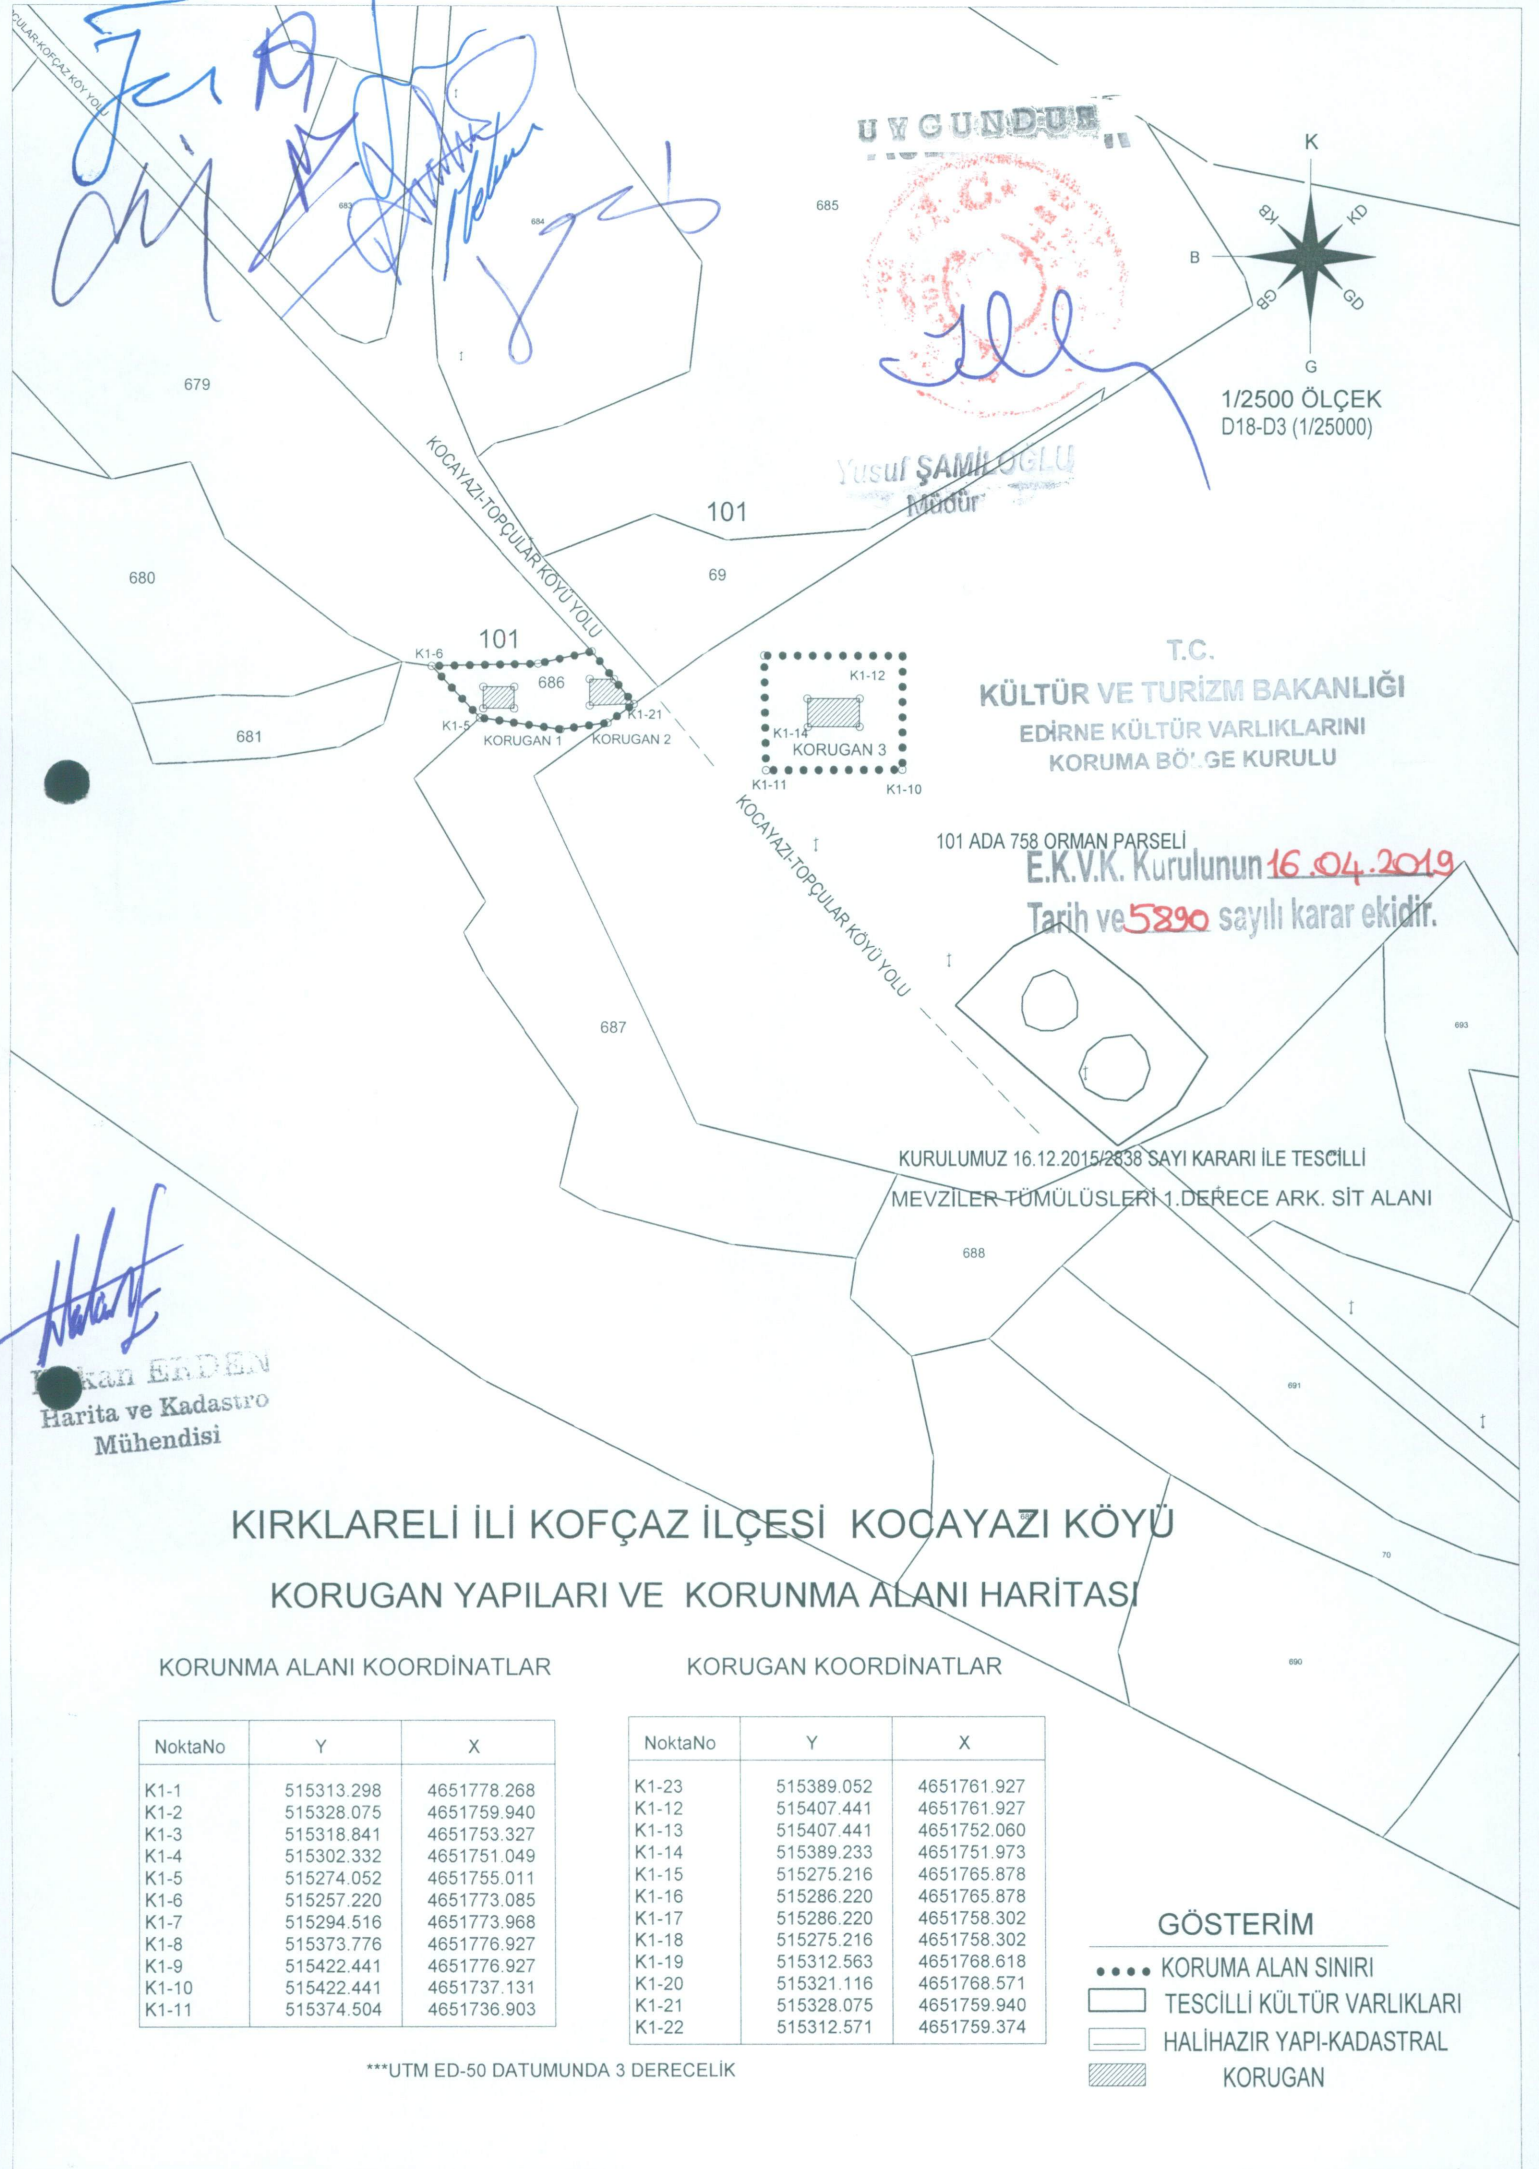 UYGUNDUR
K
KB
KD
B
GB
GD
G
1/2500 ÖLÇEK
D18-D3 (1/25000)
T.C.
Yusuf ŞAMİLOĞLU
Müdür
683
684
685
679
KOCAYAZI-TOPÇULAR KÖYÜ YOLU
101
69
680
101
K1-6
686
K1-5
K1-21
KORUGAN 1
KORUGAN 2
681
K1-12
K1-14
KORUGAN 3
K1-11
K1-10
T.C.
KÜLTÜR VE TURİZM BAKANLIĞI
EDİRNE KÜLTÜR VARLIKLARINI
KORUMA BÖLGE KURULU
KOCAYAZI-TOPÇULAR KÖYÜ YOLU
101 ADA 758 ORMAN PARSELİ
E.K.V.K. Kurulunun 16.04.2019
Tarih ve 5890 sayılı karar ekidir.
687
693
KURULUMUZ 16.12.2015/2838 SAYI KARARI İLE TESCİLLİ
MEVZİLER TÜMÜLÜSLERİ 1.DERECE ARK. SİT ALANI
688
691
70
690
ERDEN
Harita ve Kadastro
Mühendisi
KIRKLARELİ İLİ KOFÇAZ İLÇESİ KOCAYAZI KÖYÜ
KORUGAN YAPILARI VE KORUNMA ALANI HARİTASI
KORUNMA ALANI KOORDİNATLAR
NoktaNo Y X
K1-1 515313.298 4651778.268
K1-2 515328.075 4651759.940
K1-3 515318.841 4651753.327
K1-4 515302.332 4651751.049
K1-5 515274.052 4651755.011
K1-6 515257.220 4651773.085
K1-7 515294.516 4651773.968
K1-8 515373.776 4651776.927
K1-9 515422.441 4651776.927
K1-10 515422.441 4651737.131
K1-11 515374.504 4651736.903
KORUGAN KOORDİNATLAR
NoktaNo Y X
K1-23 515389.052 4651761.927
K1-12 515407.441 4651761.927
K1-13 515407.441 4651752.060
K1-14 515389.233 4651751.973
K1-15 515275.216 4651765.878
K1-16 515286.220 4651765.878
K1-17 515286.220 4651758.302
K1-18 515275.216 4651758.302
K1-19 515312.563 4651768.618
K1-20 515321.116 4651768.571
K1-21 515328.075 4651759.940
K1-22 515312.571 4651759.374
***UTM ED-50 DATUMUNDA 3 DERECELİK
GÖSTERİM
KORUMA ALAN SINIRI
TESCİLLİ KÜLTÜR VARLIKLARI
HALİHAZIR YAPI-KADASTRAL
KORUGAN